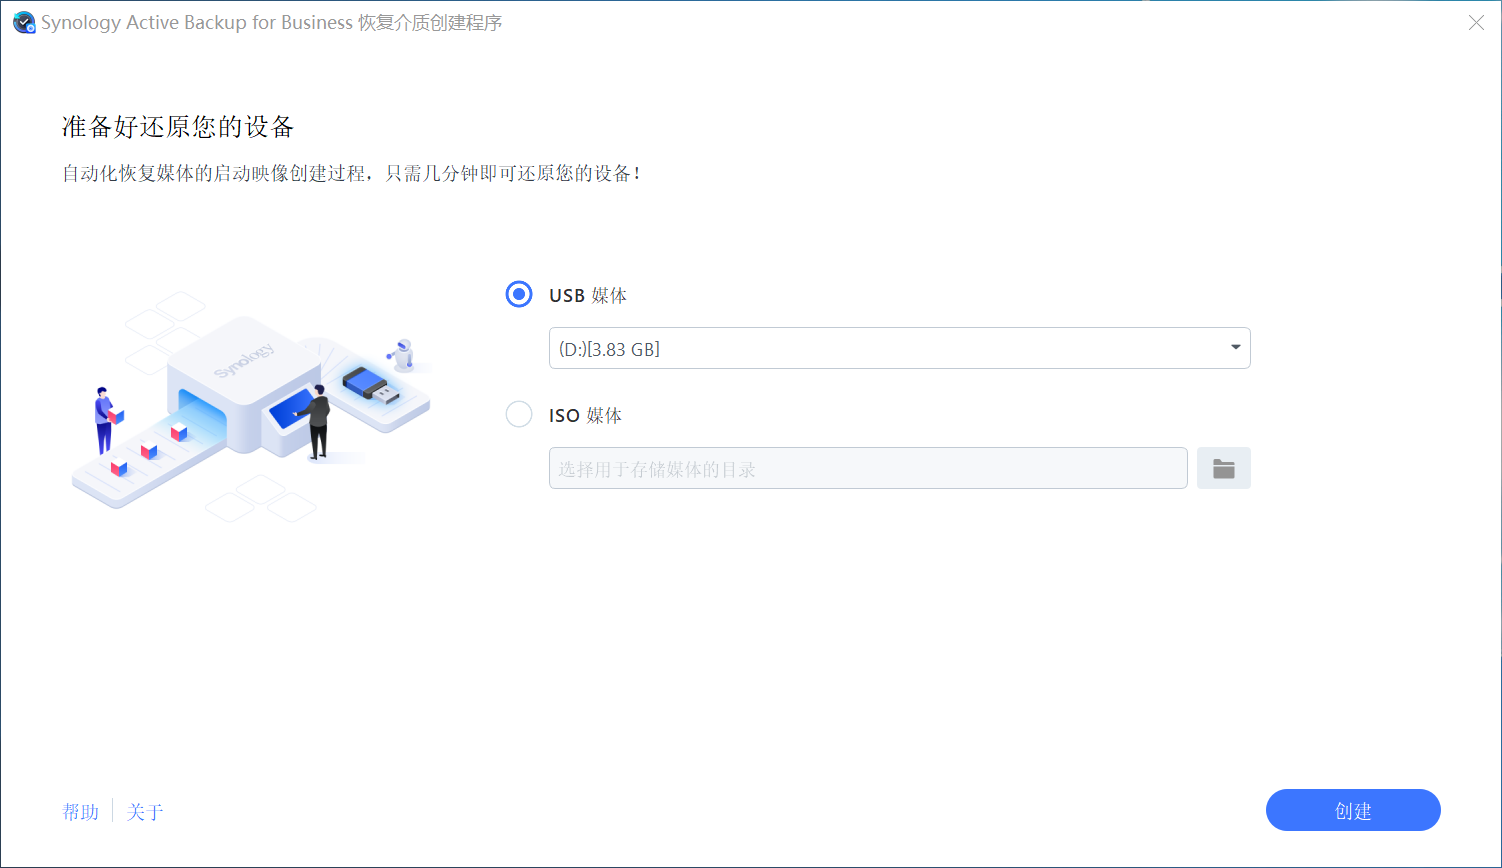 Synology Active Backup for Business 恢复介质创建程序
准备好还原您的设备
自动化恢复媒体的启动映像创建过程，只需几分钟即可还原您的设备！
Synology
USB 媒体
(D:)[3.83 GB]
ISO 媒体
选择用于存储媒体的目录
帮助
关于
创建